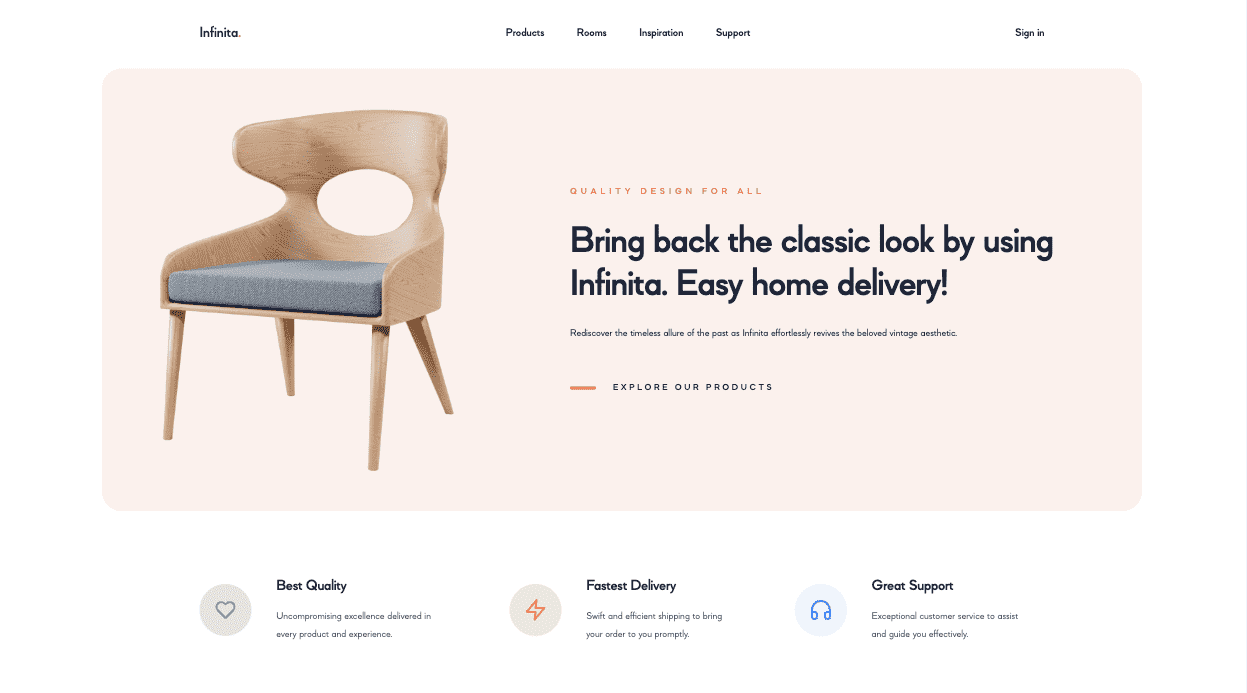 Infinita.
Products
Rooms
Inspiration
Support
Sign in
QUALITY DESIGN FOR ALL
Bring back the classic look by using
Infinita. Easy home delivery!
Rediscover the timeless allure of the past as Infinita effortlessly revives the beloved vintage aesthetic.
EXPLORE OUR PRODUCTS
Best Quality
Uncompromising excellence delivered in
every product and experience.
Fastest Delivery
Swift and efficient shipping to bring
your order to you promptly.
Great Support
Exceptional customer service to assist
and guide you effectively.